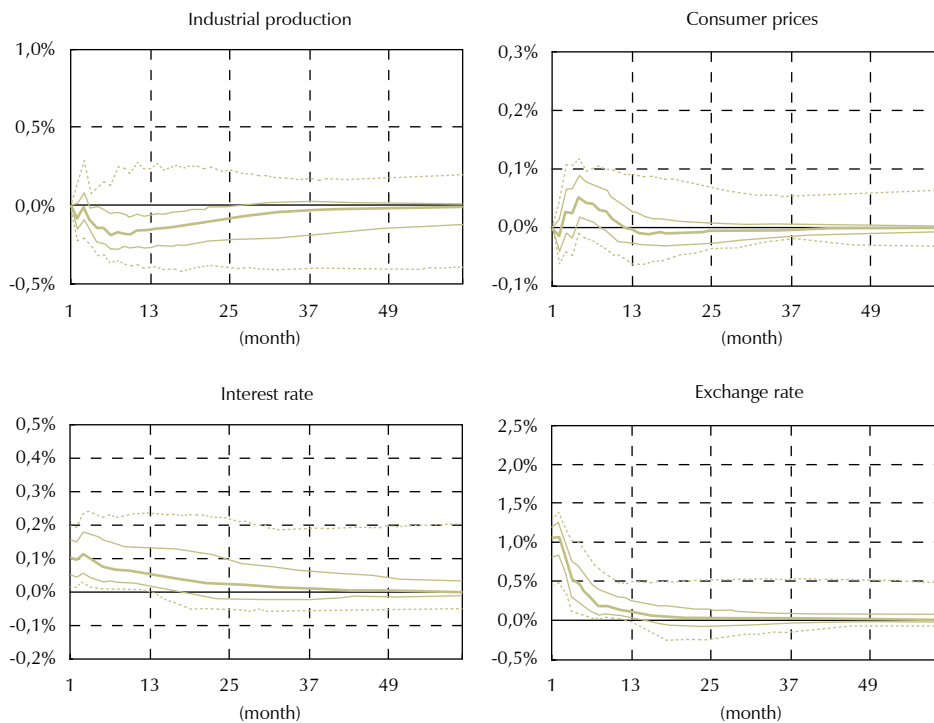 Industrial production
1,0%
0,5%
0,0%
-0,5%
1 13 25 37 49
(month)
Consumer prices
0,3%
0,2%
0,1%
0,0%
-0,1%
1 13 25 37 49
(month)
Interest rate
0,5%
0,4%
0,3%
0,2%
0,1%
0,0%
-0,1%
-0,2%
1 13 25 37 49
(month)
Exchange rate
2,5%
2,0%
1,5%
1,0%
0,5%
0,0%
-0,5%
1 13 25 37 49
(month)